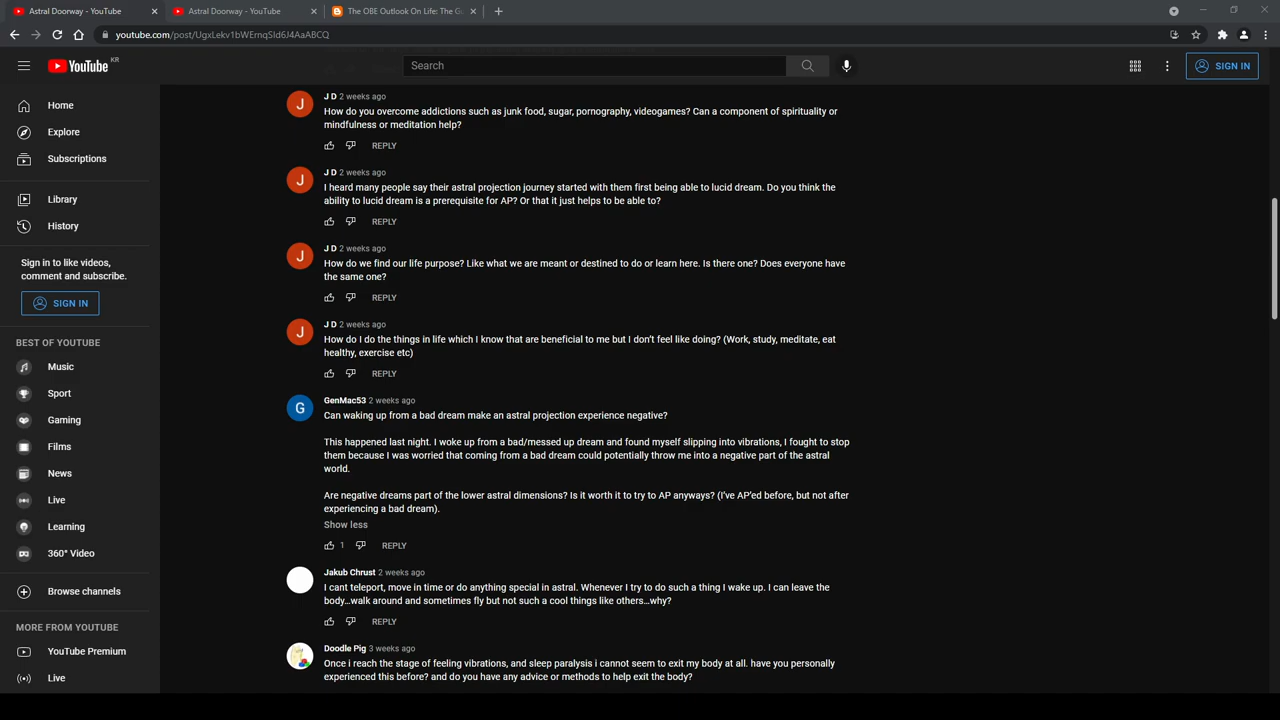 Astral Doorway - YouTube
Astral Doorway - YouTube
The OBE Outlook On Life: The G
youtube.com/post/UgxLekv1bWErnqSld6J4AaABCQ
YouTube KR
Search
SIGN IN
Home
Explore
Subscriptions
Library
History
Sign in to like videos,
comment and subscribe.
SIGN IN
BEST OF YOUTUBE
Music
Sport
Gaming
Films
News
Live
Learning
360° Video
Browse channels
MORE FROM YOUTUBE
YouTube Premium
Live
J D 2 weeks ago
How do you overcome addictions such as junk food, sugar, pornography, videogames? Can a component of spirituality or
mindfulness or meditation help?
REPLY
J D 2 weeks ago
I heard many people say their astral projection journey started with them first being able to lucid dream. Do you think the
ability to lucid dream is a prerequisite for AP? Or that it just helps to be able to?
REPLY
J D 2 weeks ago
How do we find our life purpose? Like what we are meant or destined to do or learn here. Is there one? Does everyone have
the same one?
REPLY
J D 2 weeks ago
How do I do the things in life which I know that are beneficial to me but I don't feel like doing? (Work, study, meditate, eat
healthy, exercise etc)
REPLY
GenMac53 2 weeks ago
Can waking up from a bad dream make an astral projection experience negative?
This happened last night. I woke up from a bad/messed up dream and found myself slipping into vibrations, I fought to stop
them because I was worried that coming from a bad dream could potentially throw me into a negative part of the astral
world.
Are negative dreams part of the lower astral dimensions? Is it worth it to try to AP anyways? (I've AP'ed before, but not after
experiencing a bad dream).
Show less
1 REPLY
Jakub Chrust 2 weeks ago
I cant teleport, move in time or do anything special in astral. Whenever I try to do such a thing I wake up. I can leave the
body…walk around and sometimes fly but not such a cool things like others…why?
REPLY
Doodle Pig 3 weeks ago
Once i reach the stage of feeling vibrations, and sleep paralysis i cannot seem to exit my body at all. have you personally
experienced this before? and do you have any advice or methods to help exit the body?